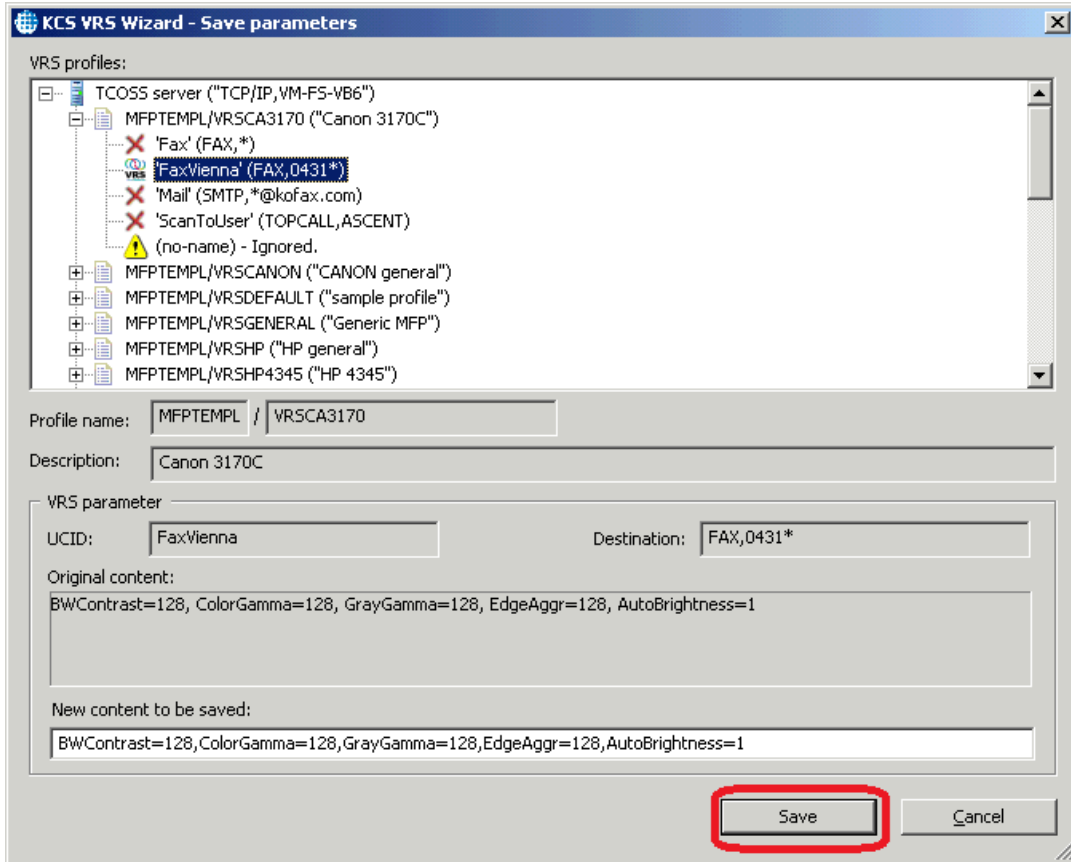 KCS VRS Wizard - Save parameters
VRS profiles:
TCOSS server ("TCP/IP,VM-FS-VB6")
MFPTEMPL/VRSCA3170 ("Canon 3170C")
'Fax' (FAX,*)
VRS 'FaxVienna' (FAX,0431*)
'Mail' (SMTP,*@kofax.com)
'ScanToUser' (TOPCALL,ASCENT)
(no-name) - Ignored.
MFPTEMPL/VRSCANON ("CANON general")
MFPTEMPL/VRSDEFAULT ("sample profile")
MFPTEMPL/VRSGENERAL ("Generic MFP")
MFPTEMPL/VRSHP ("HP general")
MFPTEMPL/VRSHP4345 ("HP 4345")
Profile name: MFPTEMPL / VRSCA3170
Description: Canon 3170C
VRS parameter
UCID: FaxVienna Destination: FAX,0431*
Original content:
BWContrast=128, ColorGamma=128, GrayGamma=128, EdgeAggr=128, AutoBrightness=1
New content to be saved:
BWContrast=128,ColorGamma=128,GrayGamma=128,EdgeAggr=128,AutoBrightness=1
Save Cancel